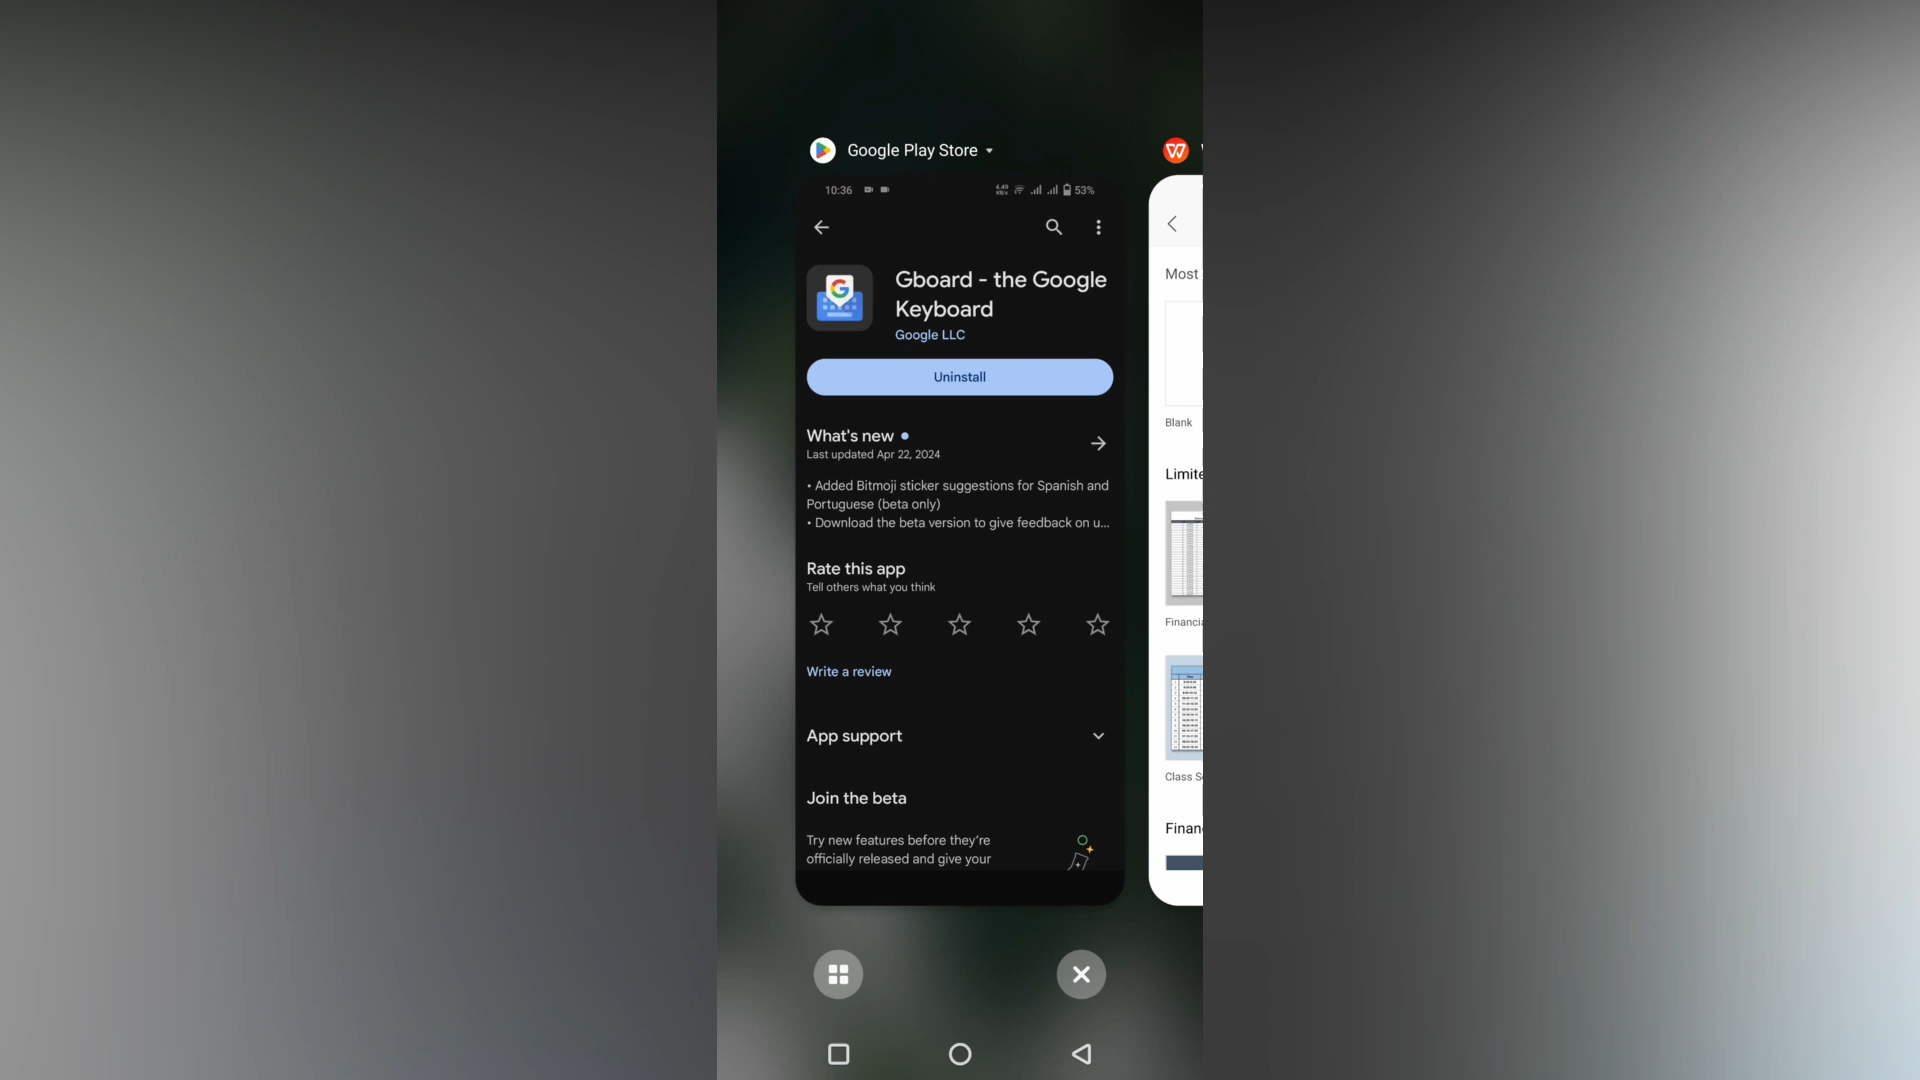 Google Play Store
10:36
4.49
KB/s
53%
Gboard - the Google
Keyboard
Google LLC
Uninstall
What's new
Last updated Apr 22, 2024
• Added Bitmoji sticker suggestions for Spanish and
Portuguese (beta only)
• Download the beta version to give feedback on u...
Rate this app
Tell others what you think
Write a review
App support
Join the beta
Try new features before they're
officially released and give your
Most
Blank
Limite
Financia
Class S
Finan